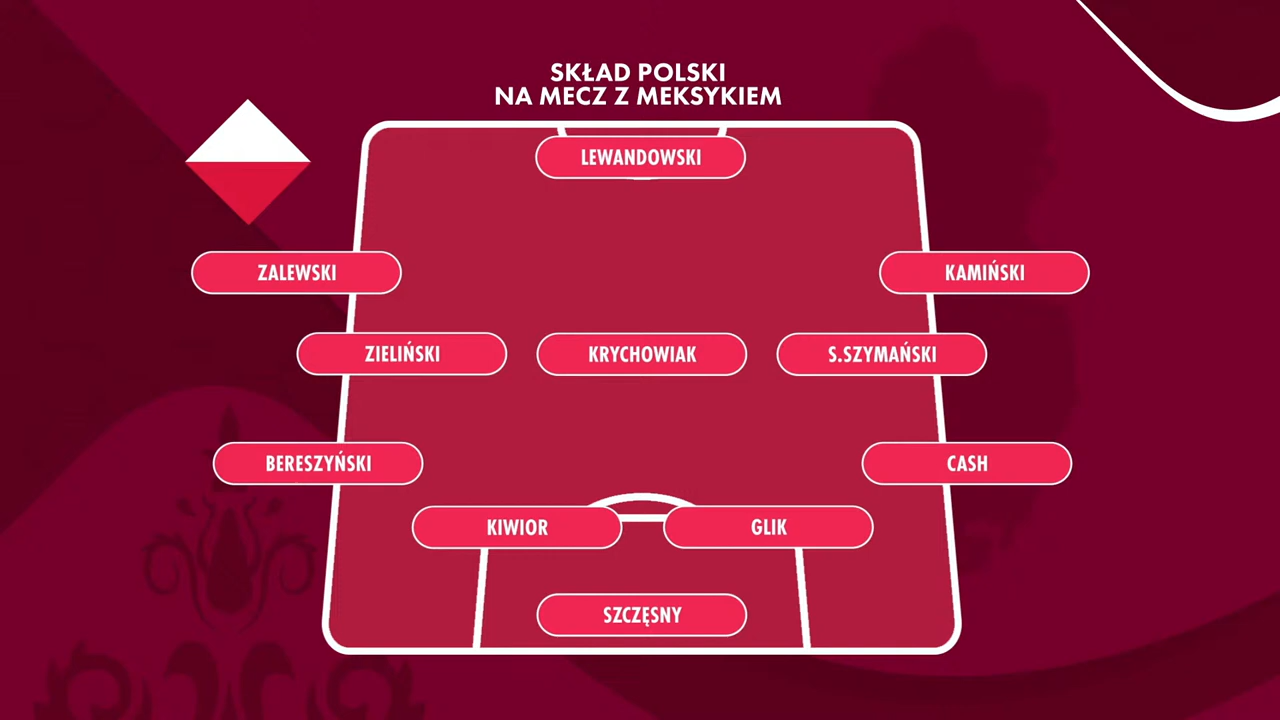 SKŁAD POLSKI
NA MECZ Z MEKSYKIEM
LEWANDOWSKI
ZALEWSKI
KAMIŃSKI
ZIELIŃSKI
KRYCHOWIAK
S.SZYMAŃSKI
BERESZYŃSKI
CASH
KIWIOR
GLIK
SZCZĘSNY